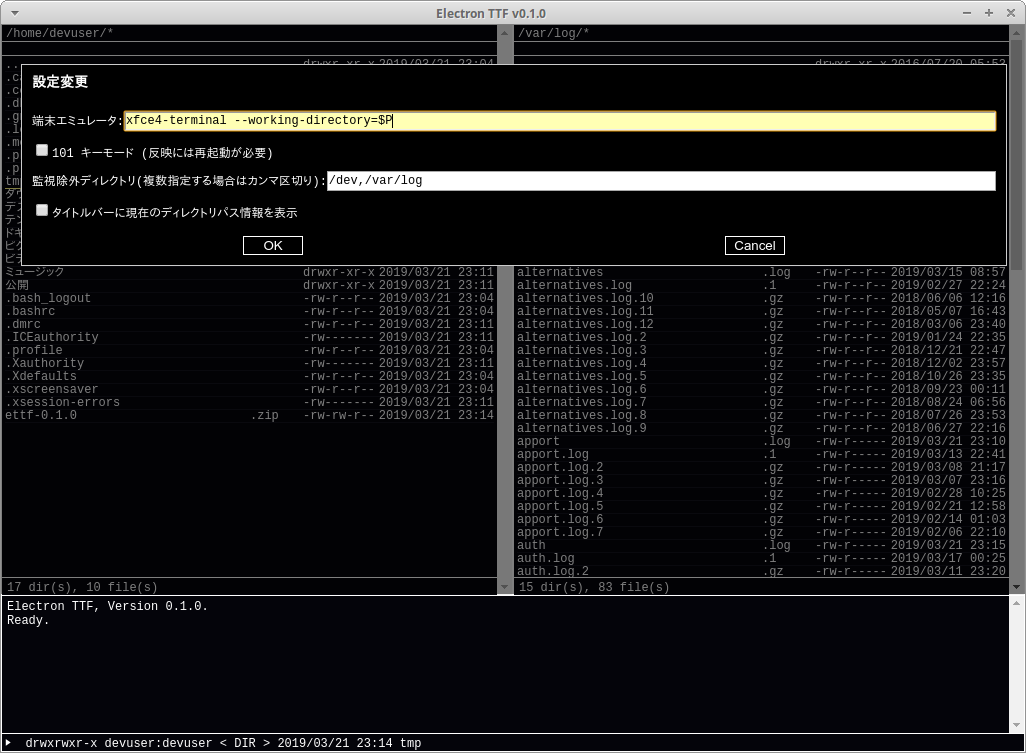 Electron TTF v0.1.0
/home/devuser/*
/var/log/*
設定変更
端末エミュレータ: xfce4-terminal --working-directory=$P
101 キーモード (反映には再起動が必要)
監視除外ディレクトリ(複数指定する場合はカンマ区切り): /dev,/var/log
タイトルバーに現在のディレクトリパス情報を表示
OK Cancel
ミュージック drwxr-xr-x 2019/03/21 23:11
公開 drwxr-xr-x 2019/03/21 23:11
.bash_logout -rw-r--r-- 2019/03/21 23:04
.bashrc -rw-r--r-- 2019/03/21 23:04
.dmrc -rw-r--r-- 2019/03/21 23:11
.ICEauthority -rw------- 2019/03/21 23:11
.profile -rw-r--r-- 2019/03/21 23:04
.Xauthority -rw------- 2019/03/21 23:11
.Xdefaults -rw-r--r-- 2019/03/21 23:04
.xscreensaver -rw-r--r-- 2019/03/21 23:04
.xsession-errors -rw------- 2019/03/21 23:11
ettf-0.1.0 .zip -rw-rw-r-- 2019/03/21 23:14
17 dir(s), 10 file(s)
alternatives .log -rw-r--r-- 2019/03/15 08:57
alternatives.log .1 -rw-r--r-- 2019/02/27 22:24
alternatives.log.10 .gz -rw-r--r-- 2018/06/06 12:16
alternatives.log.11 .gz -rw-r--r-- 2018/05/07 16:43
alternatives.log.12 .gz -rw-r--r-- 2018/03/06 23:40
alternatives.log.2 .gz -rw-r--r-- 2019/01/24 22:35
alternatives.log.3 .gz -rw-r--r-- 2018/12/21 22:47
alternatives.log.4 .gz -rw-r--r-- 2018/12/02 23:57
alternatives.log.5 .gz -rw-r--r-- 2018/10/26 23:35
alternatives.log.6 .gz -rw-r--r-- 2018/09/23 00:11
alternatives.log.7 .gz -rw-r--r-- 2018/08/24 06:56
alternatives.log.8 .gz -rw-r--r-- 2018/07/26 23:53
alternatives.log.9 .gz -rw-r--r-- 2018/06/27 22:16
apport .log -rw-r----- 2019/03/21 23:10
apport.log .1 -rw-r----- 2019/03/13 22:41
apport.log.2 .gz -rw-r----- 2019/03/08 21:17
apport.log.3 .gz -rw-r----- 2019/03/07 23:16
apport.log.4 .gz -rw-r----- 2019/02/28 10:25
apport.log.5 .gz -rw-r----- 2019/02/21 12:58
apport.log.6 .gz -rw-r----- 2019/02/14 01:03
apport.log.7 .gz -rw-r----- 2019/02/06 22:10
auth .log -rw-r----- 2019/03/21 23:15
auth.log .1 -rw-r----- 2019/03/17 00:25
auth.log.2 .gz -rw-r----- 2019/03/11 23:20
15 dir(s), 83 file(s)
Electron TTF, Version 0.1.0.
Ready.
drwxrwxr-x devuser:devuser < DIR > 2019/03/21 23:14 tmp